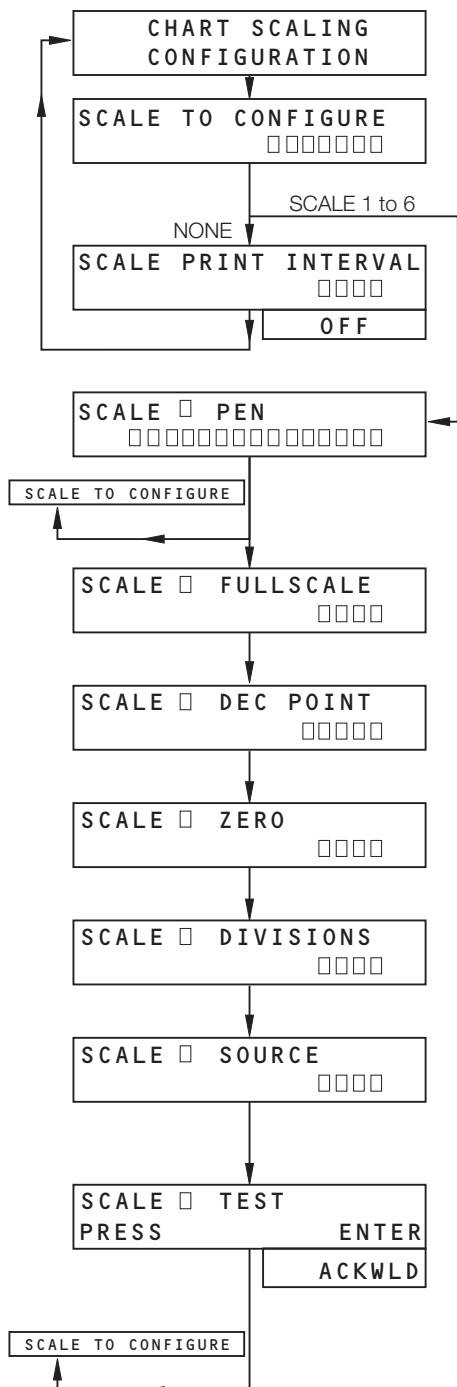 CHART SCALING
CONFIGURATION
SCALE TO CONFIGURE
□□□□□□□
SCALE 1 to 6
NONE
SCALE PRINT INTERVAL
□□□□
OFF
SCALE □ PEN
□□□□□□□□□□□□□□□
SCALE TO CONFIGURE
SCALE □ FULLSCALE
□□□□
SCALE □ DEC POINT
□□□□□
SCALE □ ZERO
□□□□
SCALE □ DIVISIONS
□□□□
SCALE □ SOURCE
□□□□
SCALE □ TEST
PRESS ENTER
ACKWLD
SCALE TO CONFIGURE